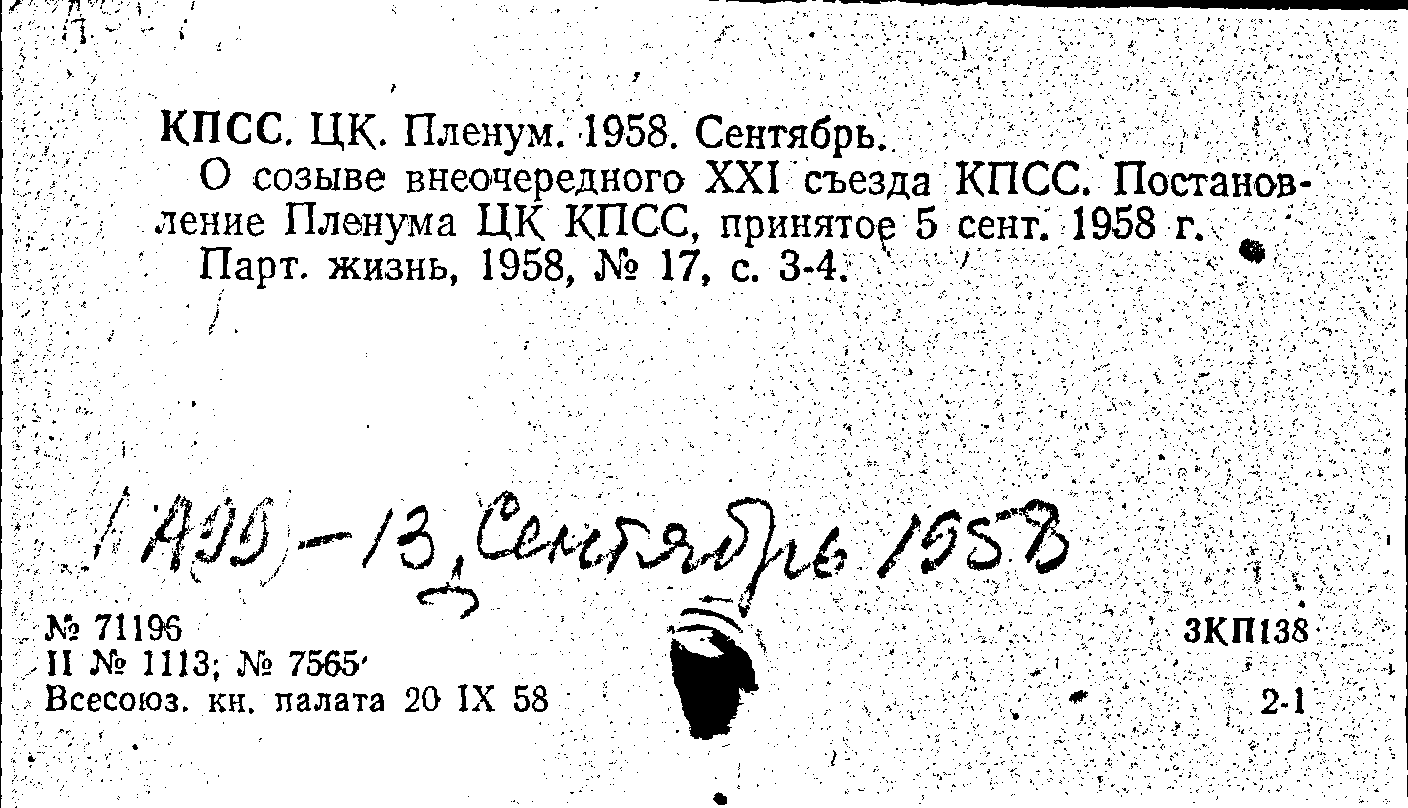 КПСС. ЦК. Пленум. 1958. Сентябрь.
О созыве внеочередного XXI съезда КПСС. Постанов-
ление Пленума ЦК КПСС, принятое 5 сент. 1958 г.
Парт. жизнь, 1958, № 17, с. 3-4.
– 13, Сентябрь 1958
№ 71196
II № 1113; № 7565
Всесоюз. кн. палата 20 IX 58
3КП138
2-1